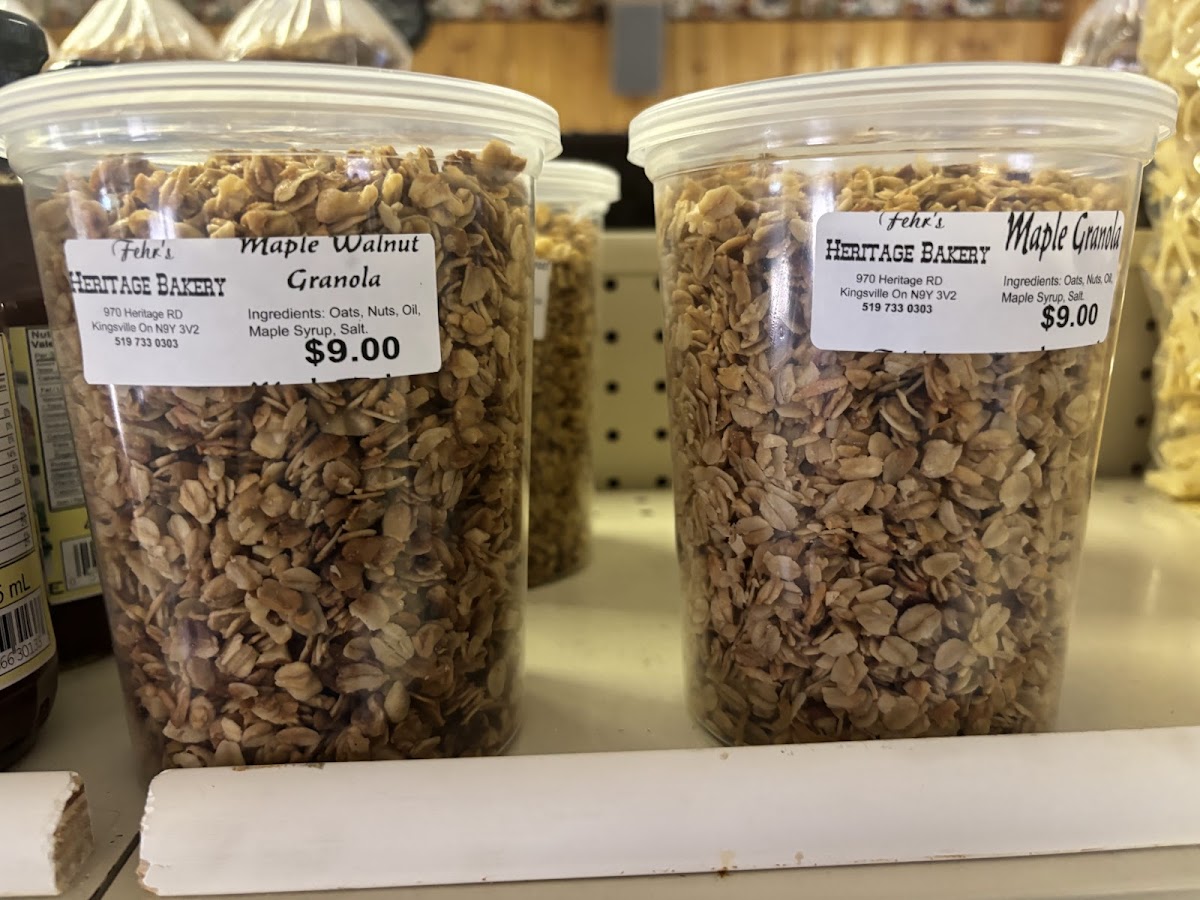 Fehr's
HERITAGE BAKERY
970 Heritage RD
Kingsville On N9Y 3V2
519 733 0303
Maple Walnut
Granola
Ingredients: Oats, Nuts, Oil,
Maple Syrup, Salt.
$9.00
Fehr's
HERITAGE BAKERY
970 Heritage RD
Kingsville On N9Y 3V2
519 733 0303
Maple Granola
Ingredients: Oats, Nuts, Oil,
Maple Syrup, Salt.
$9.00
mL